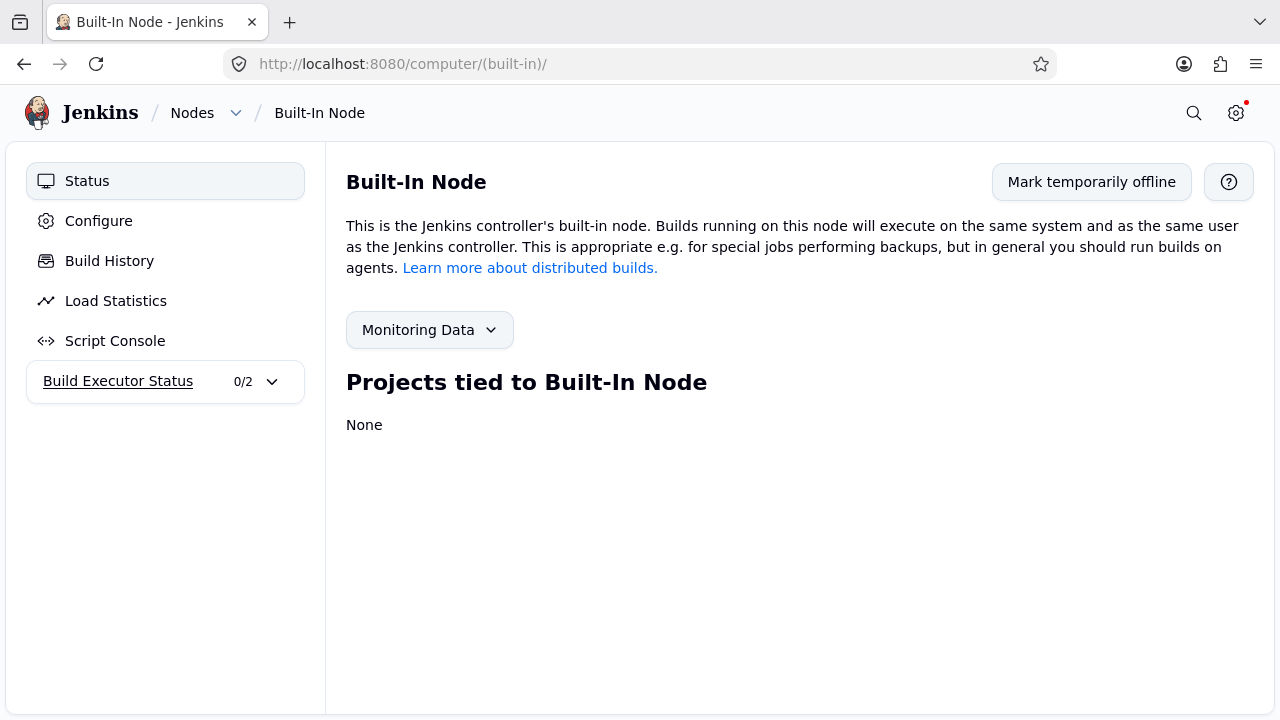 Built-In Node - Jenkins
http://localhost:8080/computer/(built-in)/
Jenkins / Nodes / Built-In Node
Status
Configure
Build History
Load Statistics
Script Console
Build Executor Status 0/2
Built-In Node
Mark temporarily offline
This is the Jenkins controller's built-in node. Builds running on this node will execute on the same system and as the same user
as the Jenkins controller. This is appropriate e.g. for special jobs performing backups, but in general you should run builds on
agents. Learn more about distributed builds.
Monitoring Data
Projects tied to Built-In Node
None